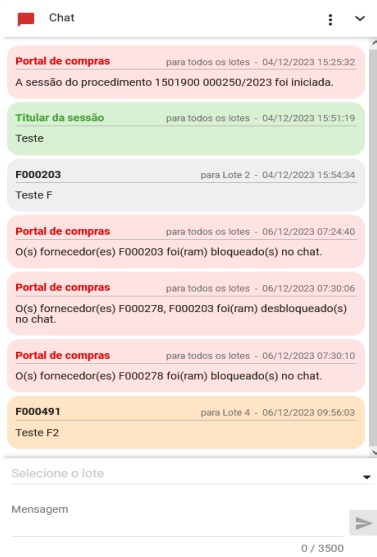 Chat
Portal de compras para todos os lotes - 04/12/2023 15:25:32
A sessão do procedimento 1501900 000250/2023 foi iniciada.
Titular da sessão para todos os lotes - 04/12/2023 15:51:19
Teste
F000203 para Lote 2 - 04/12/2023 15:54:34
Teste F
Portal de compras para todos os lotes - 06/12/2023 07:24:40
O(s) fornecedor(es) F000203 foi(ram) bloqueado(s) no chat.
Portal de compras para todos os lotes - 06/12/2023 07:30:06
O(s) fornecedor(es) F000278, F000203 foi(ram) desbloqueado(s)
no chat.
Portal de compras para todos os lotes - 06/12/2023 07:30:10
O(s) fornecedor(es) F000278 foi(ram) bloqueado(s) no chat.
F000491 para Lote 4 - 06/12/2023 09:56:03
Teste F2
Selecione o lote
Mensagem
0 / 3500